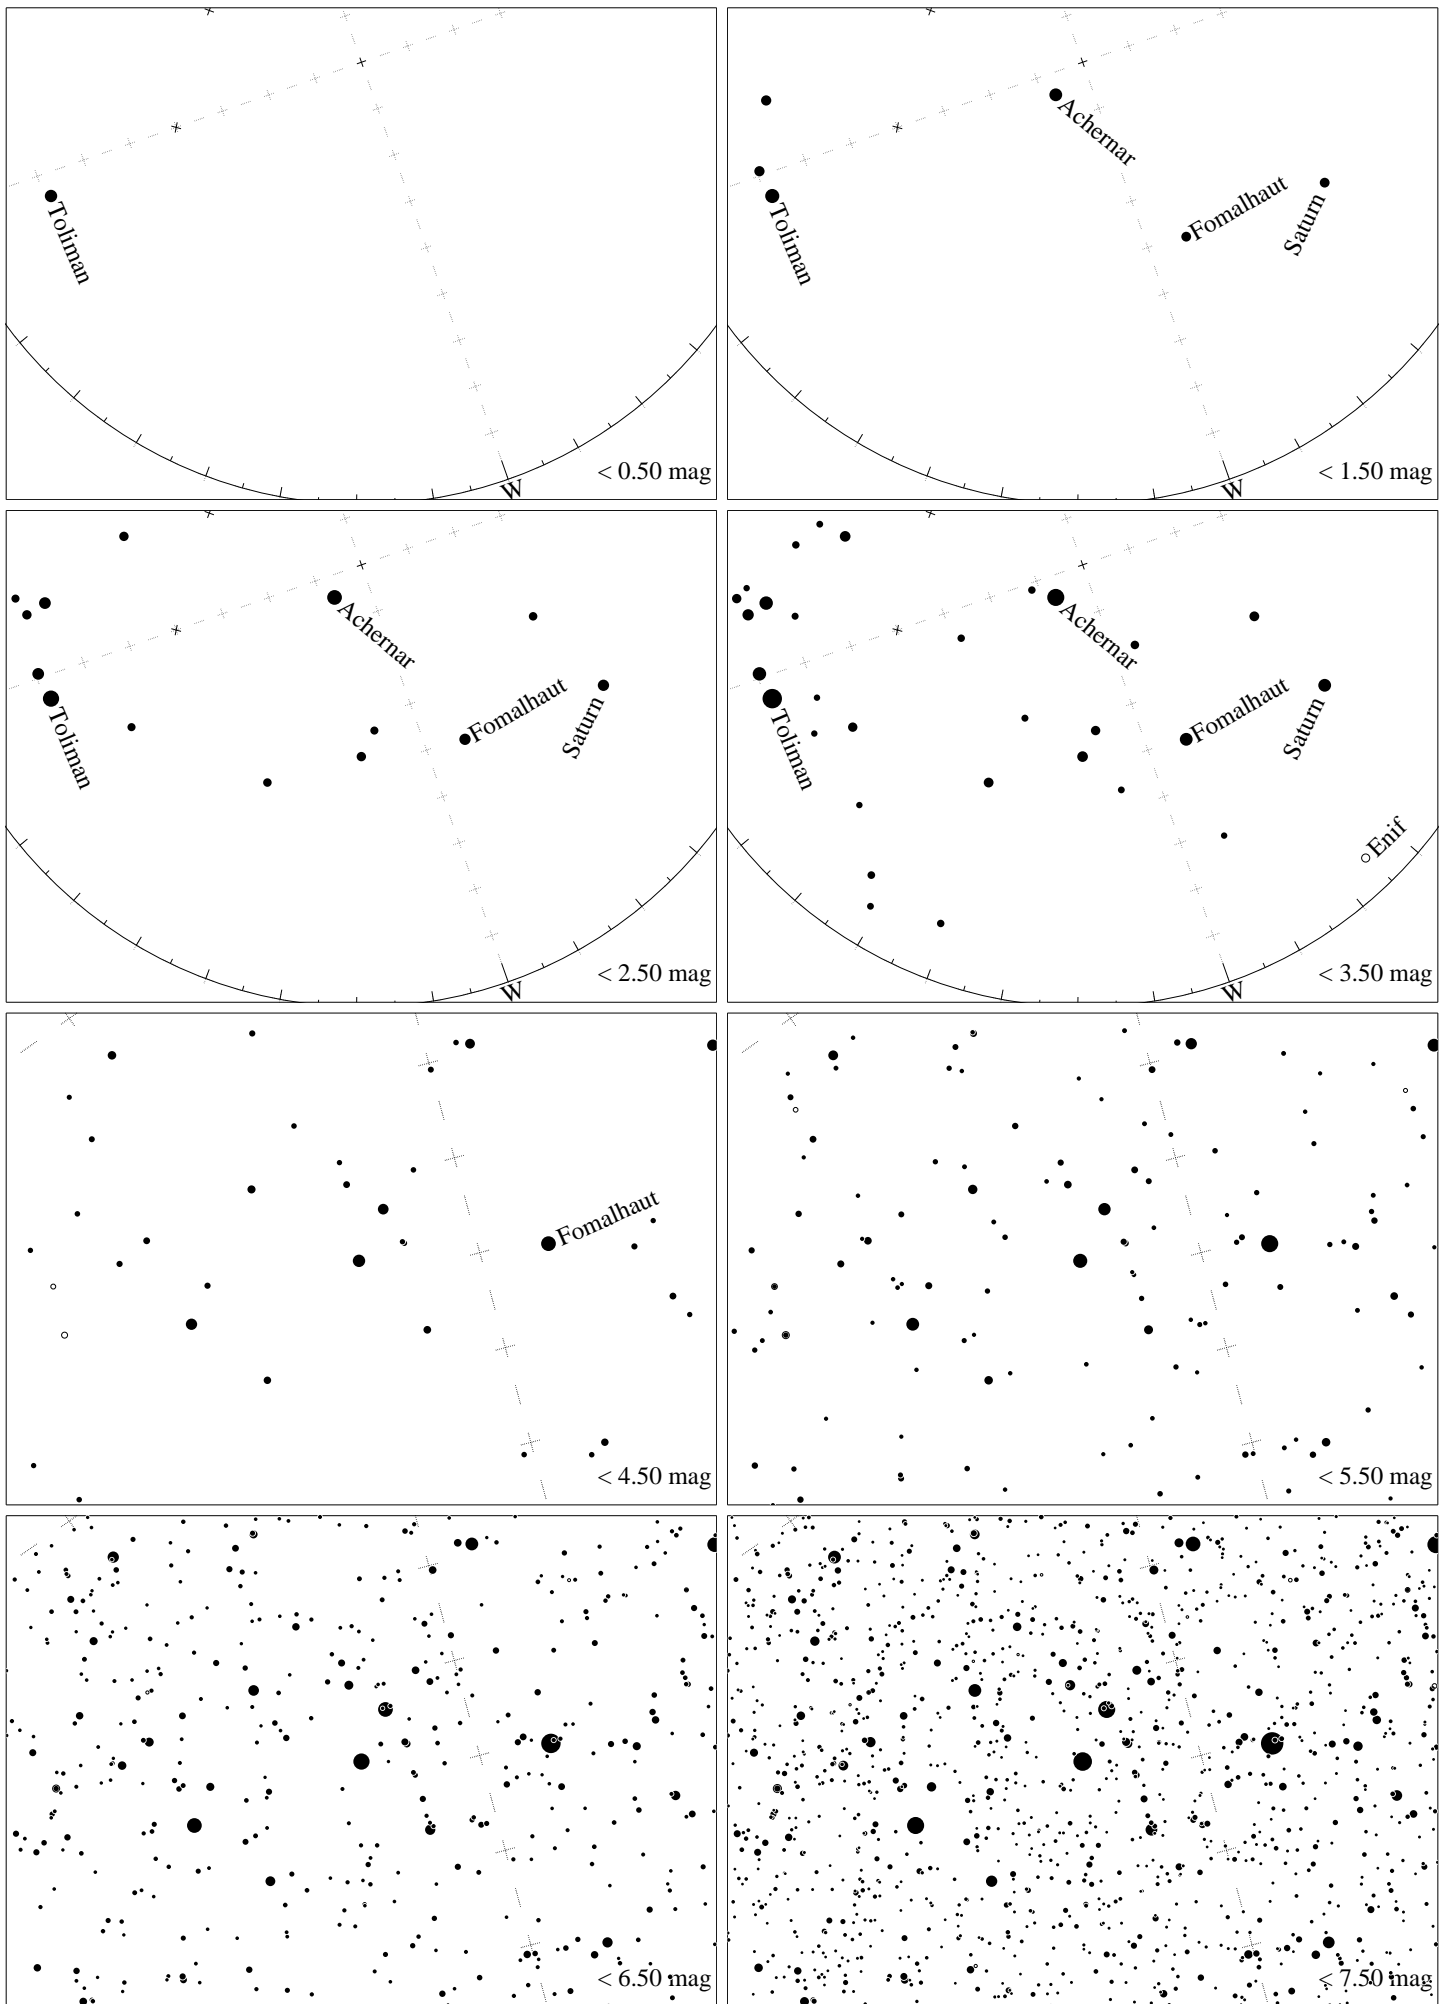 Toliman
W
< 0.50 mag
Achernar
Fomalhaut
Saturn
Toliman
W
< 1.50 mag
Achernar
Fomalhaut
Saturn
Toliman
W
< 2.50 mag
Achernar
Fomalhaut
Saturn
Toliman
Enif
W
< 3.50 mag
Fomalhaut
< 4.50 mag
< 5.50 mag
< 6.50 mag
< 7.50 mag